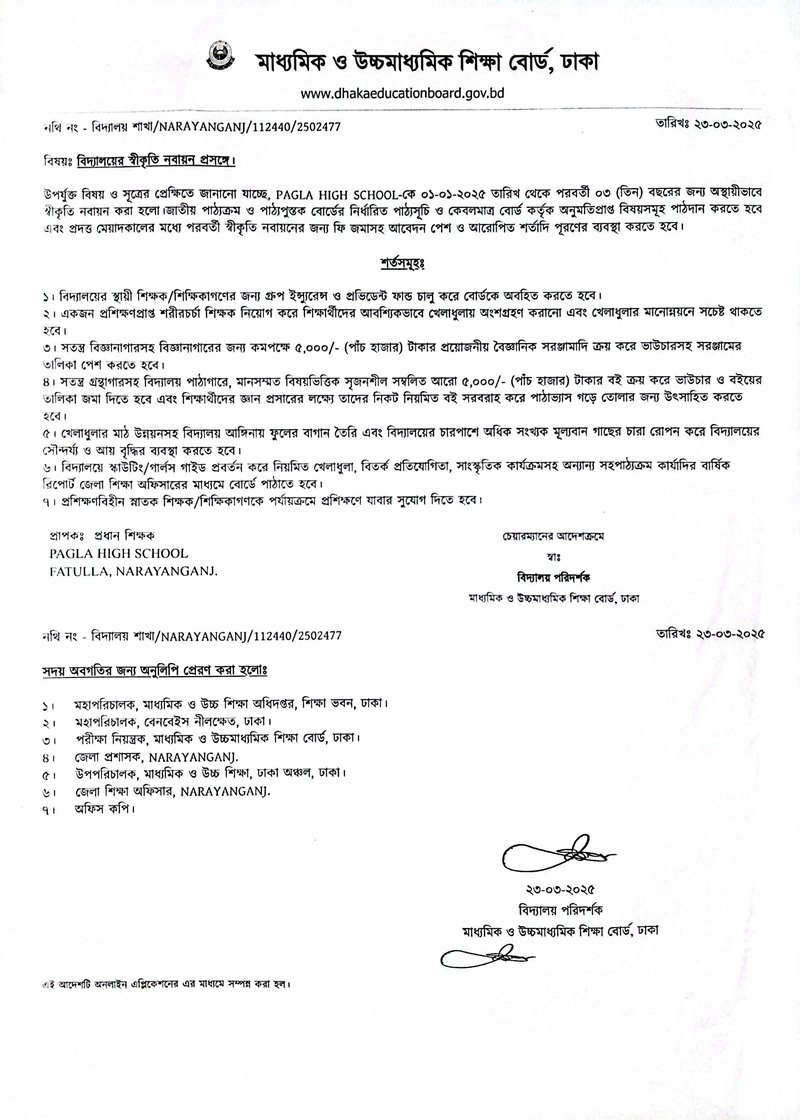 মাধ্যমিক ও উচ্চমাধ্যমিক শিক্ষা বোর্ড, ঢাকা
www.dhakaeducationboard.gov.bd
নথি নং - বিদ্যালয় শাখা/NARAYANGANJ/112440/2502477
তারিখঃ ২৩-০৩-২০২৫
বিষয়ঃ বিদ্যালয়ের স্বীকৃতি নবায়ন প্রসঙ্গে।
উপর্যুক্ত বিষয় ও সূত্রের প্রেক্ষিতে জানানো যাচ্ছে, PAGLA HIGH SCHOOL-কে ০১-০১-২০২৫ তারিখ থেকে পরবর্তী ০৩ (তিন) বছরের জন্য অস্থায়ীভাবে
স্বীকৃতি নবায়ন করা হলো।জাতীয় পাঠ্যক্রম ও পাঠ্যপুস্তক বোর্ডের নির্ধারিত পাঠ্যসূচি ও কেবলমাত্র বোর্ড কর্তৃক অনুমতিপ্রাপ্ত বিষয়সমূহ পাঠদান করতে হবে
এবং প্রদত্ত মেয়াদকালের মধ্যে পরবর্তী স্বীকৃতি নবায়নের জন্য ফি জমাসহ আবেদন পেশ ও আরোপিত শর্তাদি পূরণের ব্যবস্থা করতে হবে।
শর্তসমূহঃ
১। বিদ্যালয়ের স্থায়ী শিক্ষক/শিক্ষিকাগণের জন্য গ্রুপ ইন্স্যুরেন্স ও প্রভিডেন্ট ফান্ড চালু করে বোর্ডকে অবহিত করতে হবে।
২। একজন প্রশিক্ষণপ্রাপ্ত শরীরচর্চা শিক্ষক নিয়োগ করে শিক্ষার্থীদের আবশ্যিকভাবে খেলাধুলায় অংশগ্রহণ করানো এবং খেলাধুলার মানোন্নয়নে সচেষ্ট থাকতে
হবে।
৩। সতন্ত্র বিজ্ঞানাগারসহ বিজ্ঞানাগারের জন্য কমপক্ষে ৫,০০০/- (পাঁচ হাজার) টাকার প্রয়োজনীয় বৈজ্ঞানিক সরঞ্জামাদি ক্রয় করে ভাউচারসহ সরঞ্জামের
তালিকা পেশ করতে হবে।
৪। সতন্ত্র গ্রন্থাগারসহ বিদ্যালয় পাঠাগারে, মানসম্মত বিষয়ভিত্তিক সৃজনশীল সম্বলিত আরো ৫,০০০/- (পাঁচ হাজার) টাকার বই ক্রয় করে ভাউচার ও বইয়ের
তালিকা জমা দিতে হবে এবং শিক্ষার্থীদের জ্ঞান প্রসারের লক্ষ্যে তাদের নিকট নিয়মিত বই সরবরাহ করে পাঠাভ্যাস গড়ে তোলার জন্য উৎসাহিত করতে
হবে।
৫। খেলাধুলার মাঠ উন্নয়নসহ বিদ্যালয় আঙ্গিনায় ফুলের বাগান তৈরি এবং বিদ্যালয়ের চারপাশে অধিক সংখ্যক মূল্যবান গাছের চারা রোপন করে বিদ্যালয়ের
সৌন্দর্য্য ও আয় বৃদ্ধির ব্যবস্থা করতে হবে।
৬। বিদ্যালয়ে স্কাউটিং/গার্লস গাইড প্রবর্তন করে নিয়মিত খেলাধুলা, বিতর্ক প্রতিযোগিতা, সাংস্কৃতিক কার্যক্রমসহ অন্যান্য সহপাঠ্যক্রম কার্যাদির বার্ষিক
রিপোর্ট জেলা শিক্ষা অফিসারের মাধ্যমে বোর্ডে পাঠাতে হবে।
৭। প্রশিক্ষণবিহীন স্নাতক শিক্ষক/শিক্ষিকাগণকে পর্যায়ক্রমে প্রশিক্ষণে যাবার সুযোগ দিতে হবে।
প্রাপকঃ প্রধান শিক্ষক
PAGLA HIGH SCHOOL
FATULLA, NARAYANGANJ.
চেয়ারম্যানের আদেশক্রমে
স্বাঃ
বিদ্যালয় পরিদর্শক
মাধ্যমিক ও উচ্চমাধ্যমিক শিক্ষা বোর্ড, ঢাকা
নথি নং - বিদ্যালয় শাখা/NARAYANGANJ/112440/2502477
তারিখঃ ২৩-০৩-২০২৫
সদয় অবগতির জন্য অনুলিপি প্রেরণ করা হলোঃ
১। মহাপরিচালক, মাধ্যমিক ও উচ্চ শিক্ষা অধিদপ্তর, শিক্ষা ভবন, ঢাকা।
২। মহাপরিচালক, বেনবেইস নীলক্ষেত, ঢাকা।
৩। পরীক্ষা নিয়ন্ত্রক, মাধ্যমিক ও উচ্চমাধ্যমিক শিক্ষা বোর্ড, ঢাকা।
৪। জেলা প্রশাসক, NARAYANGANJ.
৫। উপপরিচালক, মাধ্যমিক ও উচ্চ শিক্ষা, ঢাকা অঞ্চল, ঢাকা।
৬। জেলা শিক্ষা অফিসার, NARAYANGANJ.
৭। অফিস কপি।
২৩-০৩-২০২৫
বিদ্যালয় পরিদর্শক
মাধ্যমিক ও উচ্চমাধ্যমিক শিক্ষা বোর্ড, ঢাকা
এই আদেশটি অনলাইন এপ্লিকেশনের এর মাধ্যমে সম্পন্ন করা হল।